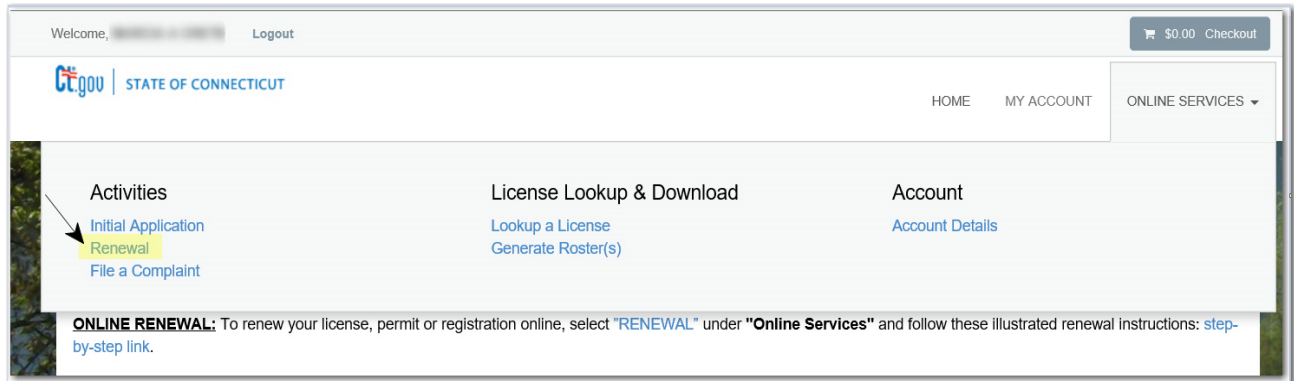 Welcome, Logout
$0.00 Checkout
Ct.gov STATE OF CONNECTICUT
HOME MY ACCOUNT ONLINE SERVICES
Activities
Initial Application
Renewal
File a Complaint
License Lookup & Download
Lookup a License
Generate Roster(s)
Account
Account Details
ONLINE RENEWAL: To renew your license, permit or registration online, select "RENEWAL" under "Online Services" and follow these illustrated renewal instructions: step-
by-step link.